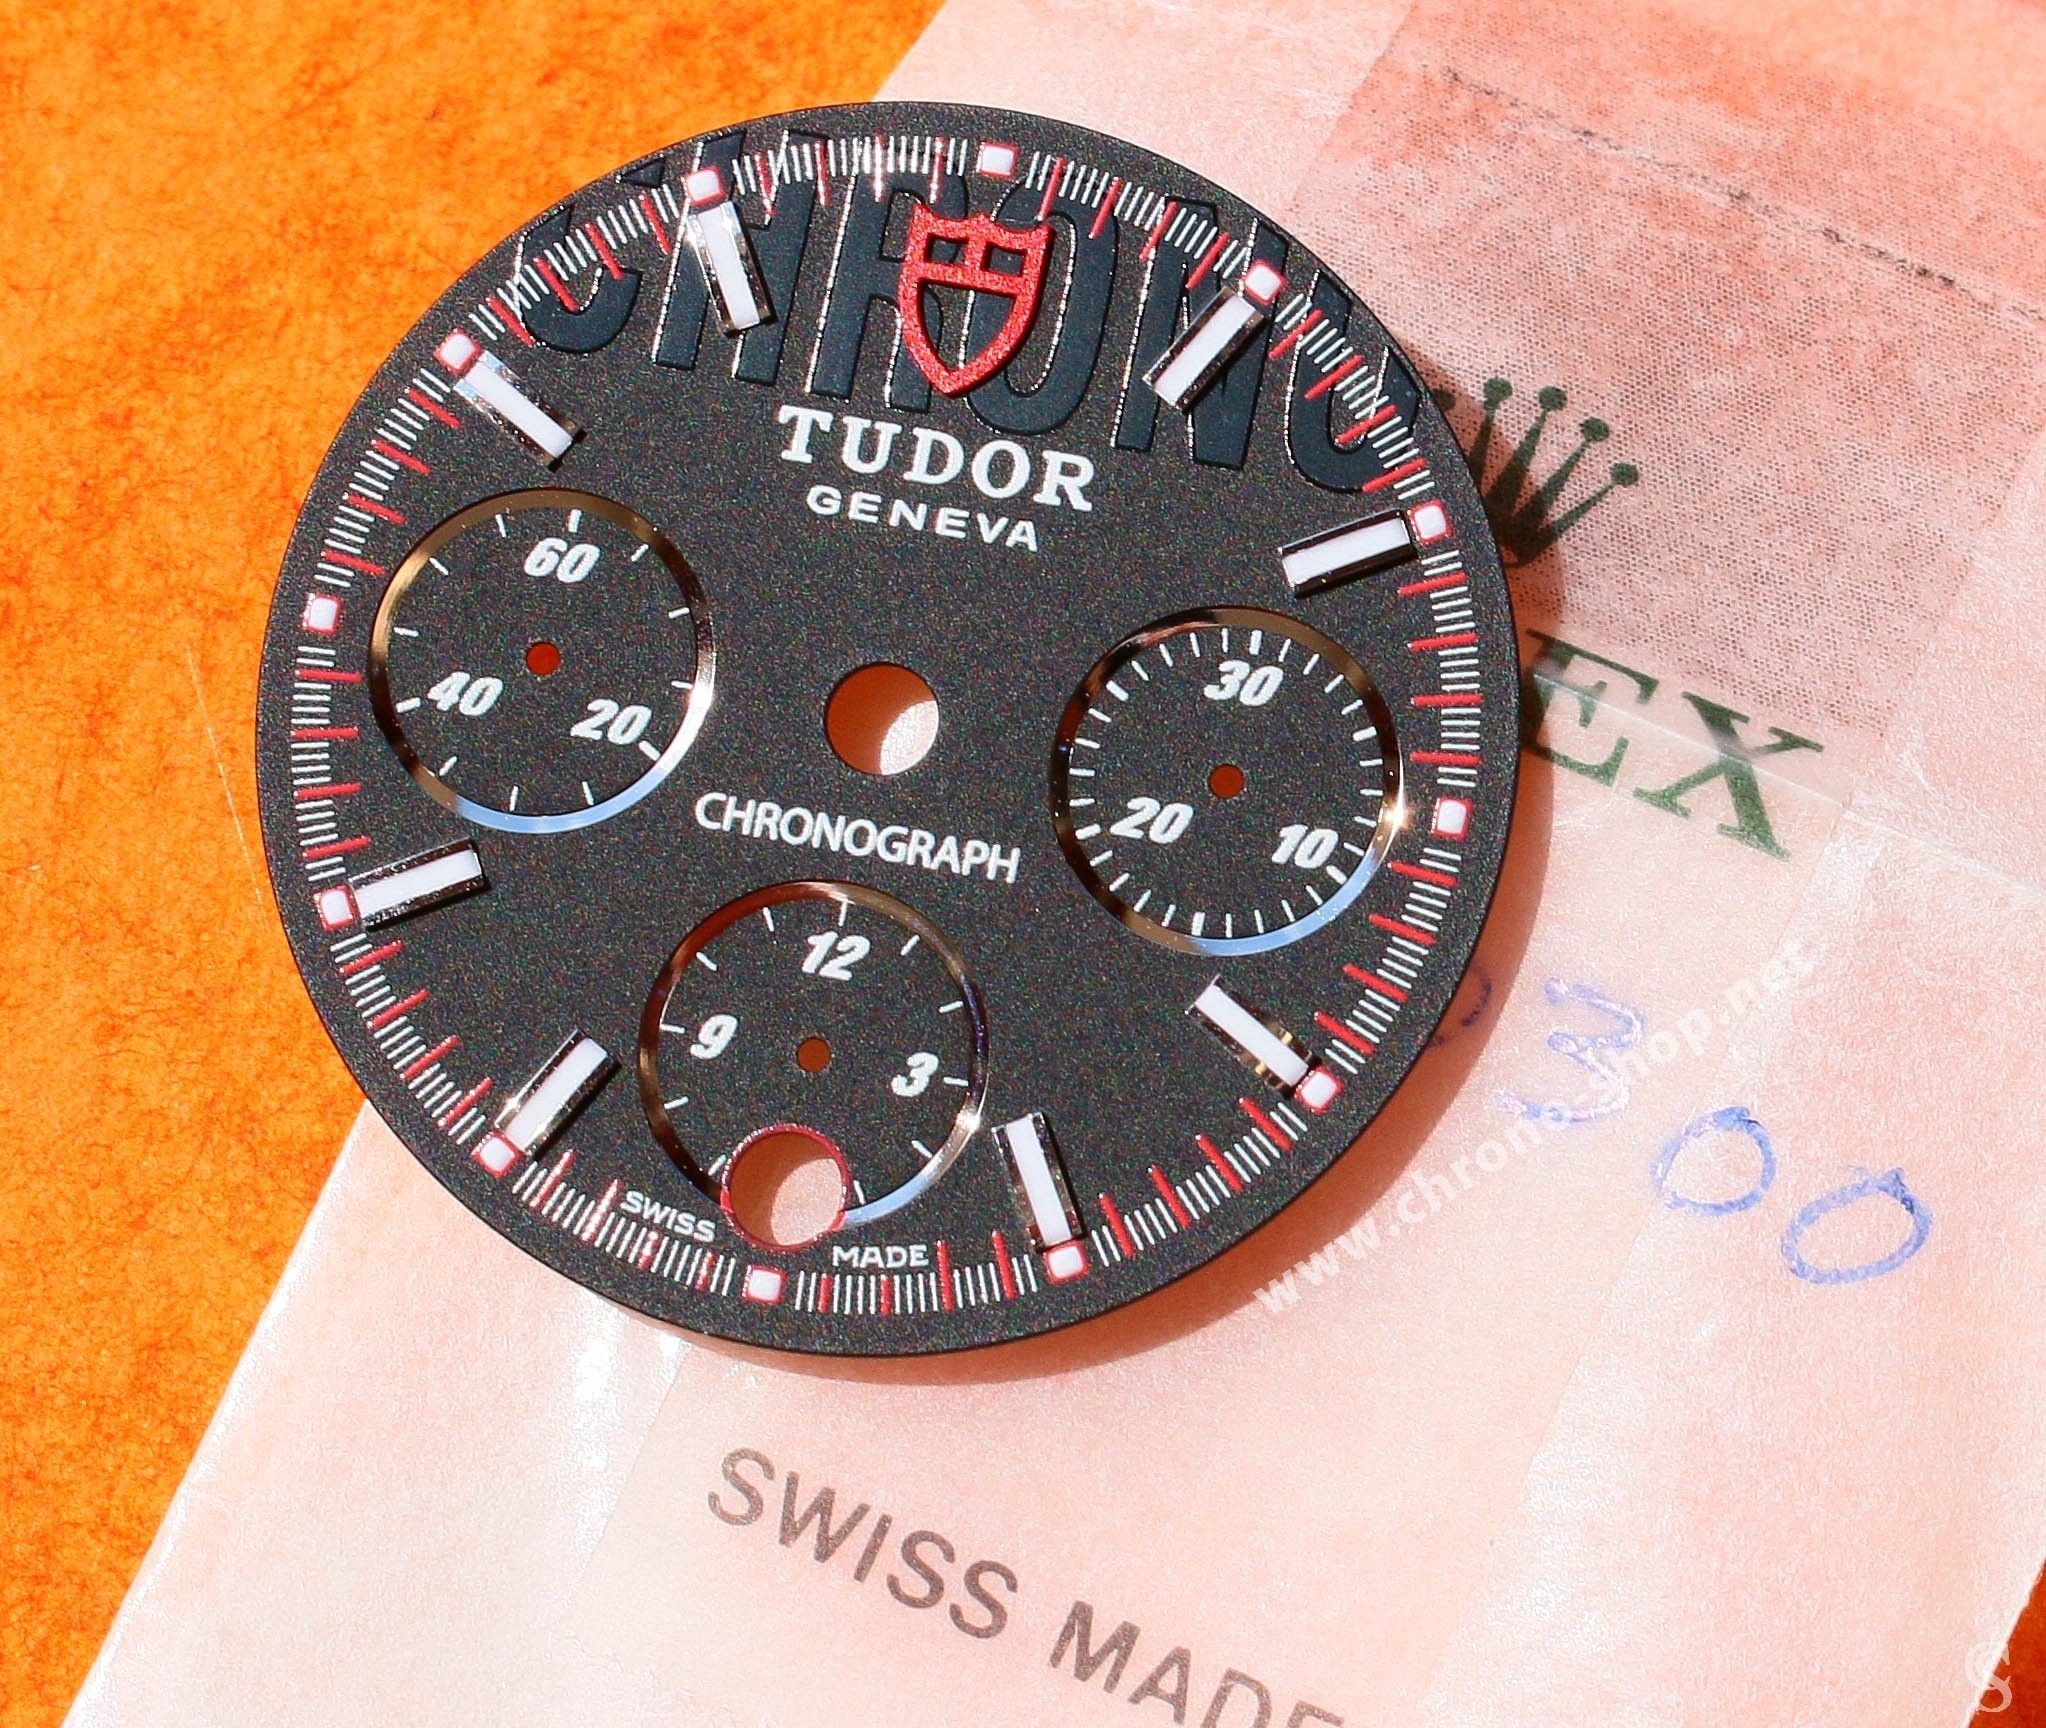 CHRONO
TUDOR
GENEVA
60
40
20
30
20
10
CHRONOGRAPH
12
9
3
SWISS MADE
EX
300
www.chrono-shop.net
SWISS MADE